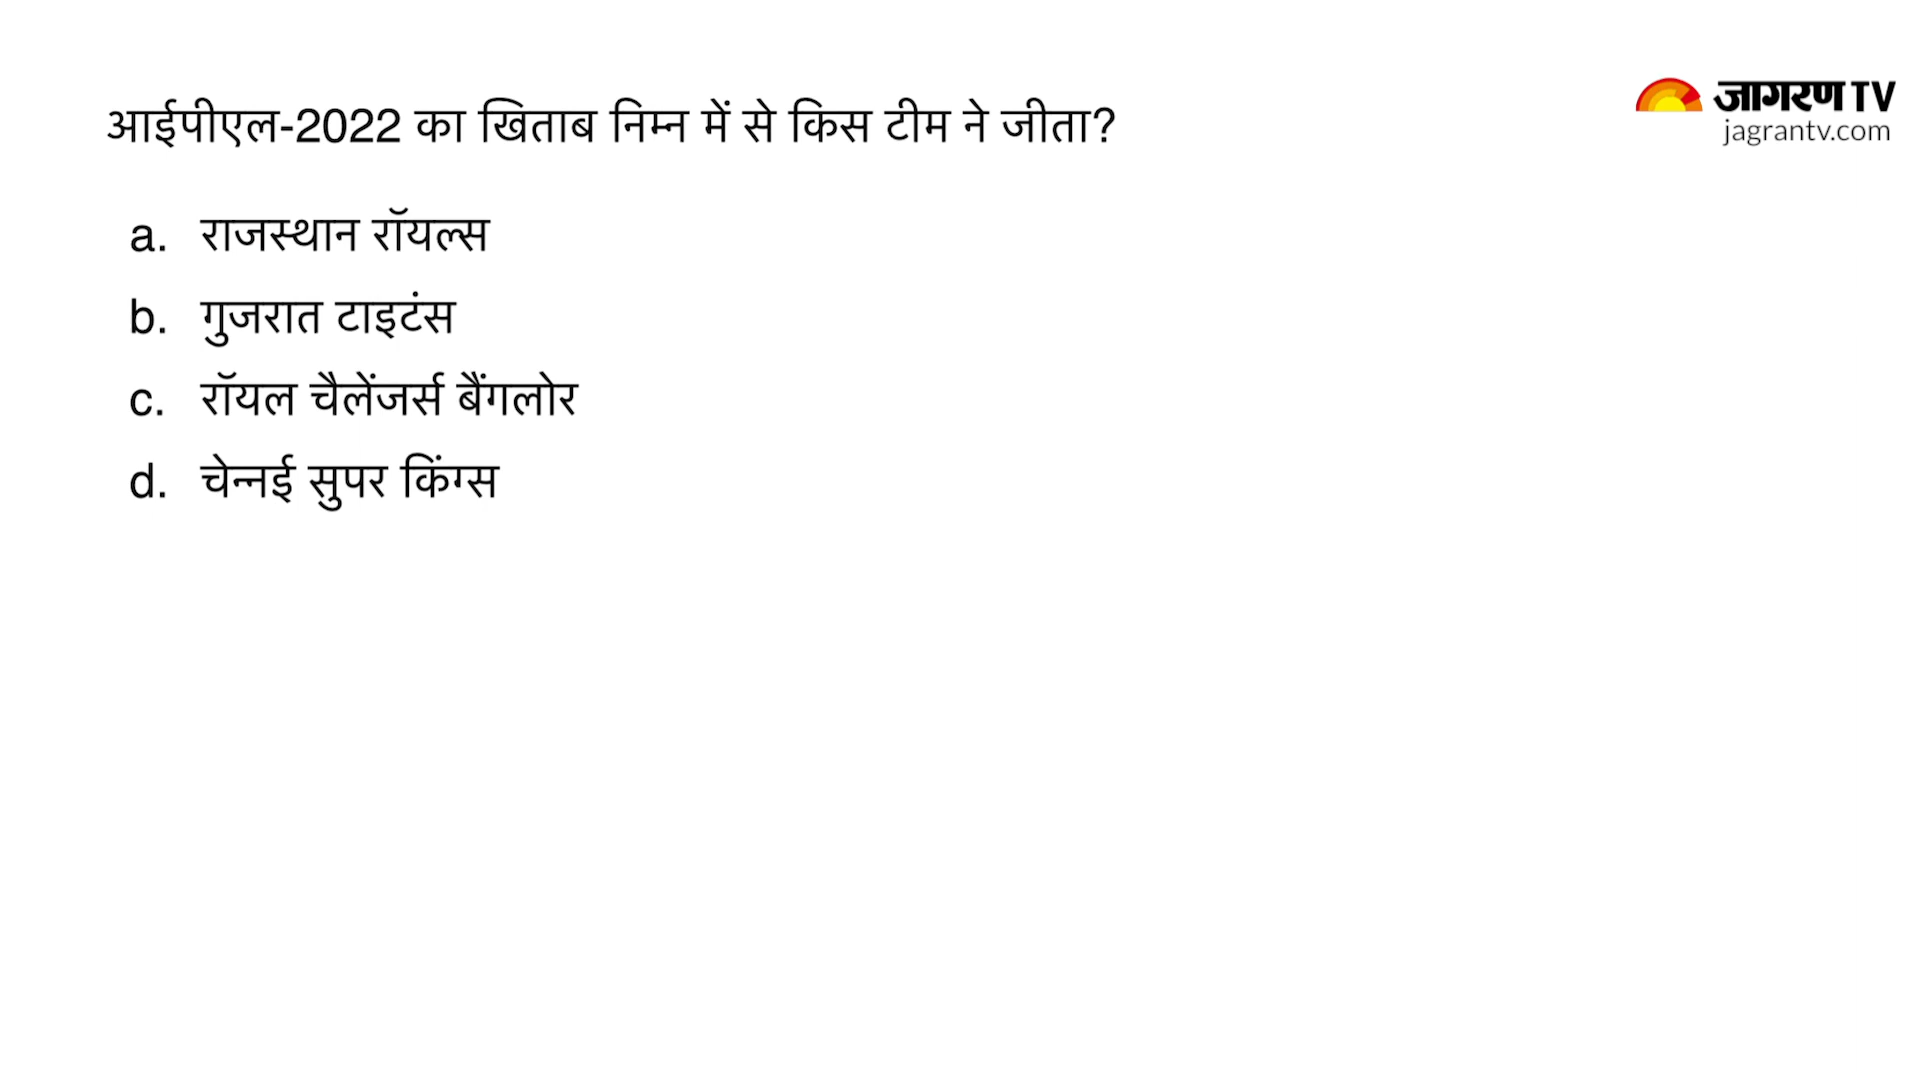 जागरण TV
jagrantv.com
आईपीएल-2022 का खिताब निम्न में से किस टीम ने जीता?
a. राजस्थान रॉयल्स
b. गुजरात टाइटंस
c. रॉयल चैलेंजर्स बैंगलोर
d. चेन्नई सुपर किंग्स